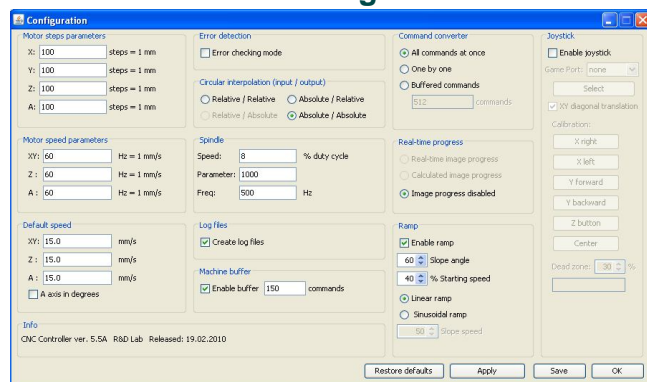 Configuration
Motor steps parameters
X: 100 steps = 1 mm
Y: 100 steps = 1 mm
Z: 100 steps = 1 mm
A: 100 steps = 1 mm
Motor speed parameters
XY: 60 Hz = 1 mm/s
Z : 60 Hz = 1 mm/s
A : 60 Hz = 1 mm/s
Default speed
XY: 15.0 mm/s
Z : 15.0 mm/s
A : 15.0 mm/s
A axis in degrees
Error detection
Error checking mode
Circular interpolation (input / output)
Relative / Relative Absolute / Relative
Relative / Absolute Absolute / Absolute
Spindle
Speed: 8 % duty cycle
Parameter: 1000
Freq: 500 Hz
Log files
Create log files
Machine buffer
Enable buffer 150 commands
Command converter
All commands at once
One by one
Buffered commands
512 commands
Real-time progress
Real-time image progress
Calculated image progress
Image progress disabled
Ramp
Enable ramp
60 Slope angle
40 % Starting speed
Linear ramp
Sinusoidal ramp
50 Slope speed
Joystick
Enable joystick
Game Port: none
Select
XY diagonal translation
Calibration:
X right
X left
Y forward
Y backward
Z button
Center
Dead zone: 30 %
Info
CNC Controller ver. 5.5A R&D Lab Released: 19.02.2010
Restore defaults Apply Save OK